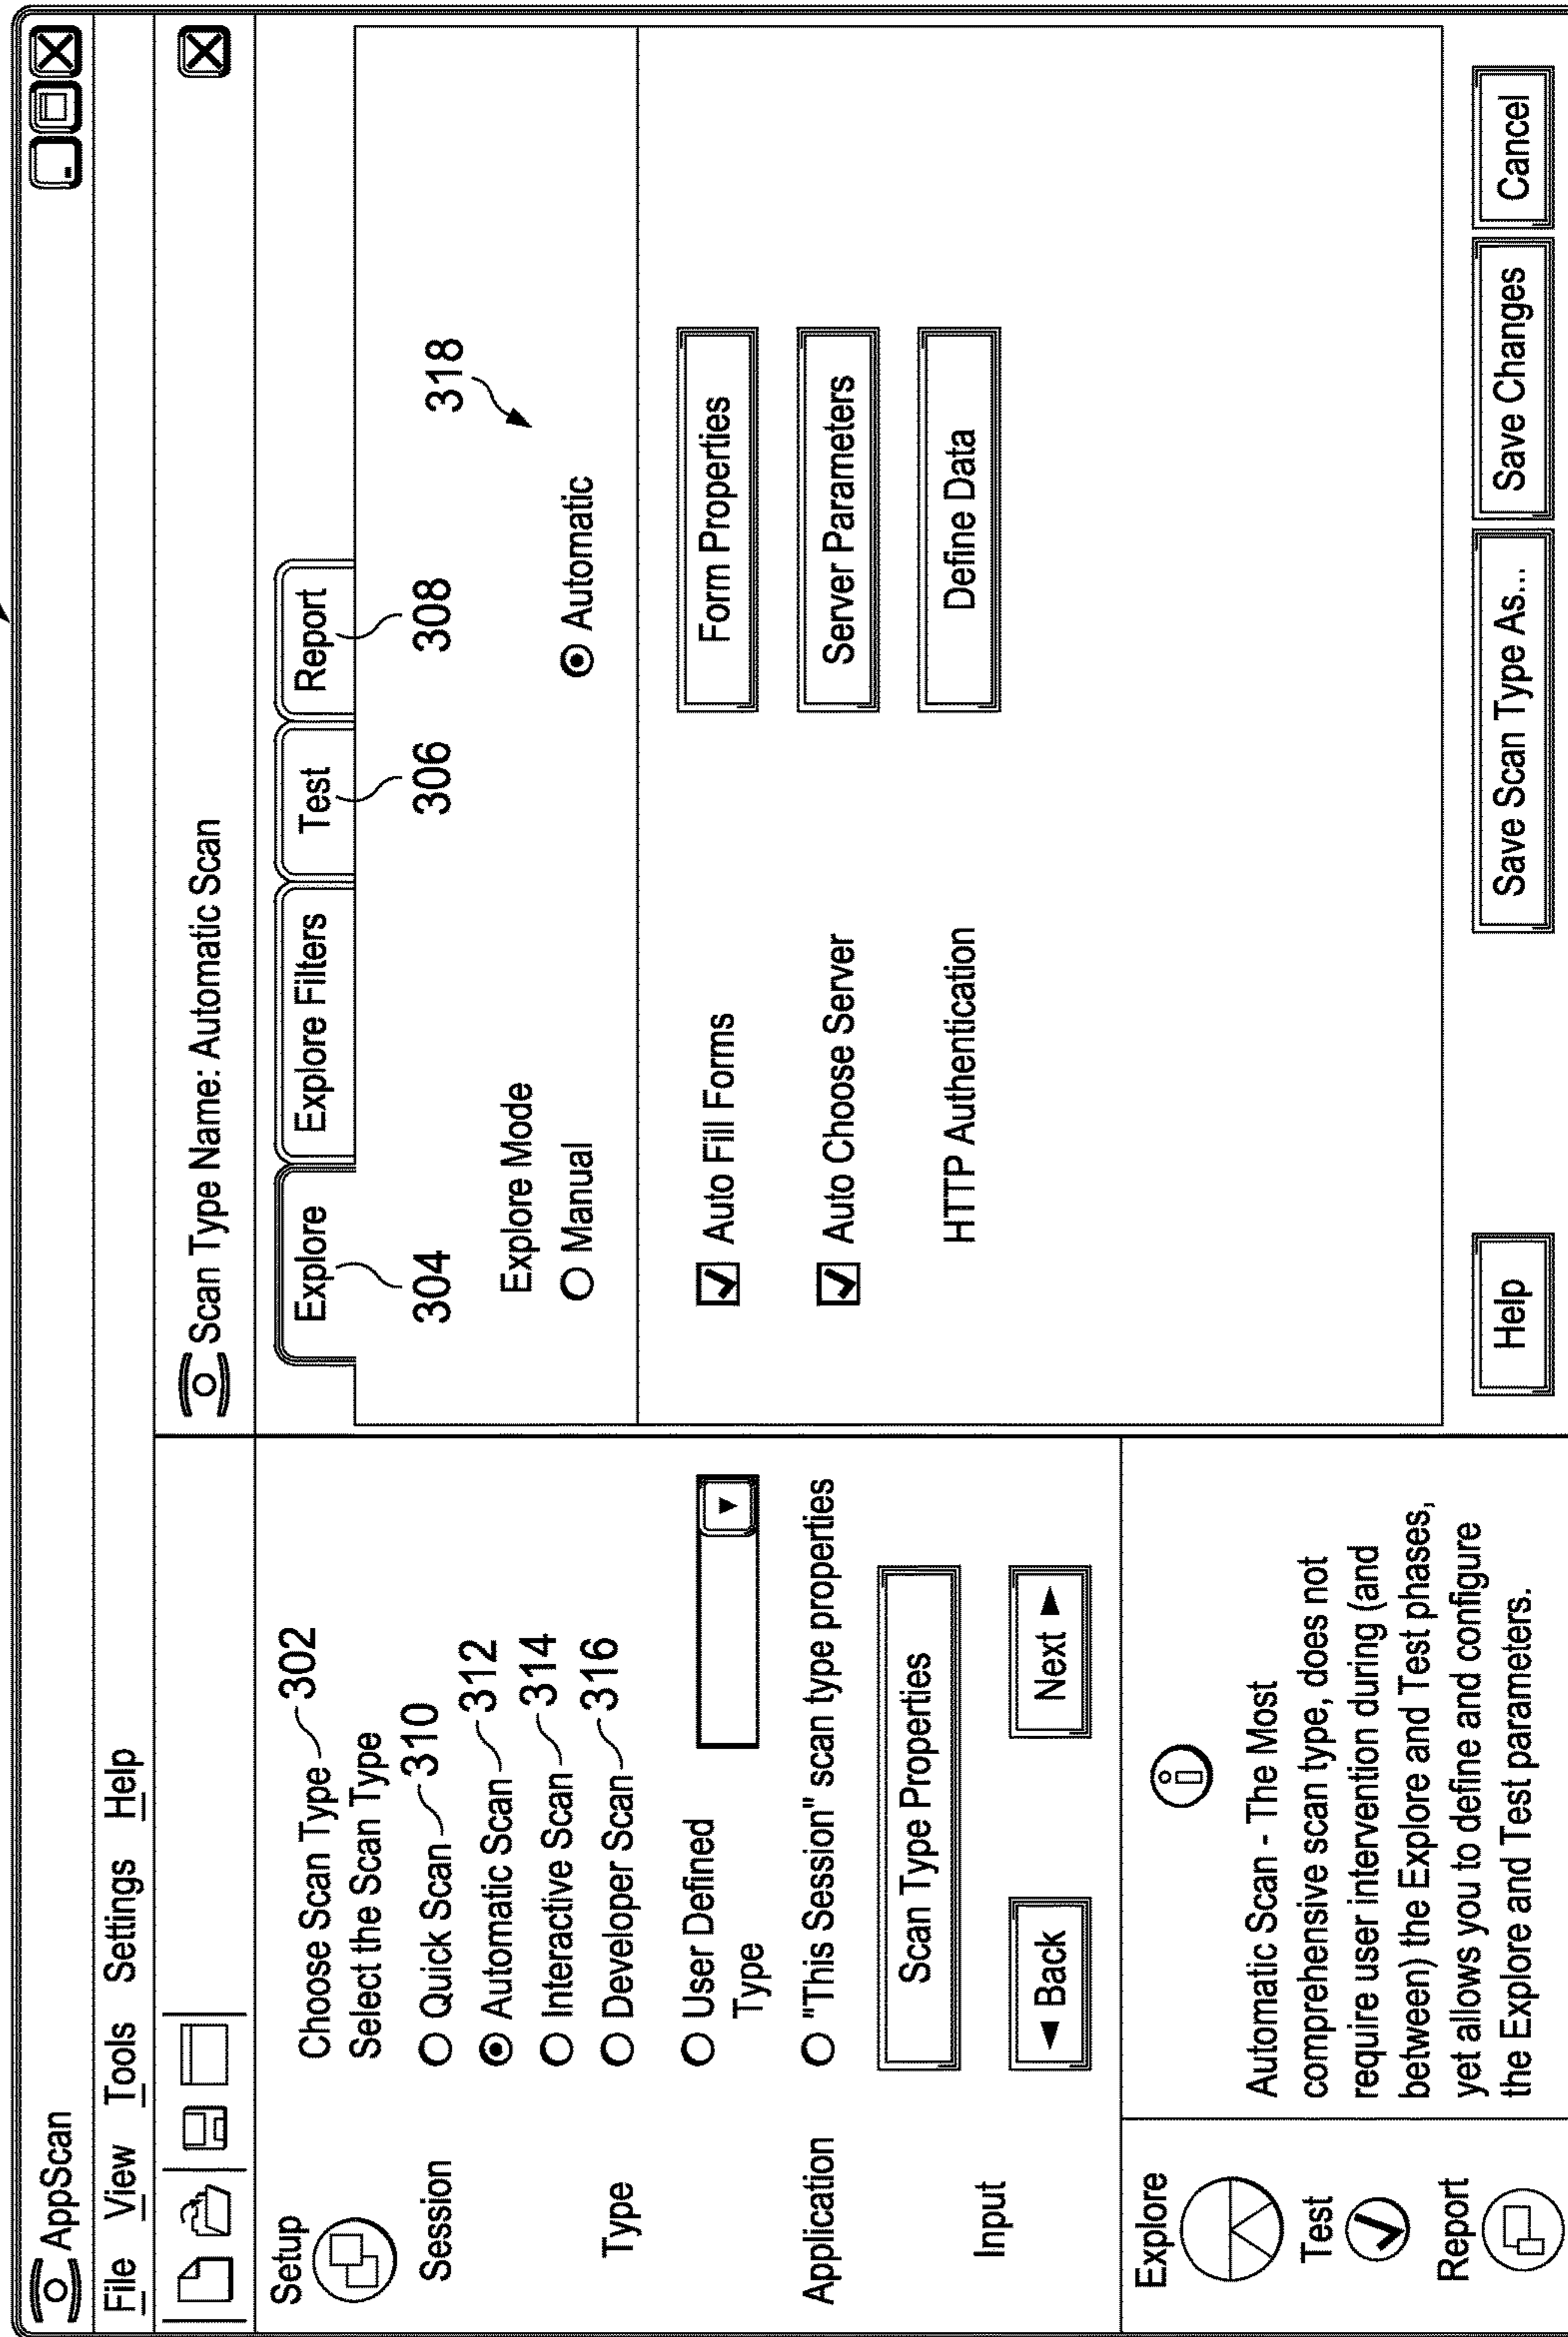 AppScan
File View Tools Settings Help
Setup
Session
Type
Application
Input
Choose Scan Type 302
Select the Scan Type
Quick Scan 310
Automatic Scan 312
Interactive Scan 314
Developer Scan 316
User Defined
Type
"This Session" scan type properties
Scan Type Properties
Back Next
Explore
Test
Report
Automatic Scan - The Most
comprehensive scan type, does not
require user intervention during (and
between) the Explore and Test phases,
yet allows you to define and configure
the Explore and Test parameters.
Scan Type Name: Automatic Scan
Explore Explore Filters Test Report
304 306 308
318
Explore Mode
Manual Automatic
Auto Fill Forms Form Properties
Auto Choose Server Server Parameters
HTTP Authentication Define Data
Help Save Scan Type As... Save Changes Cancel